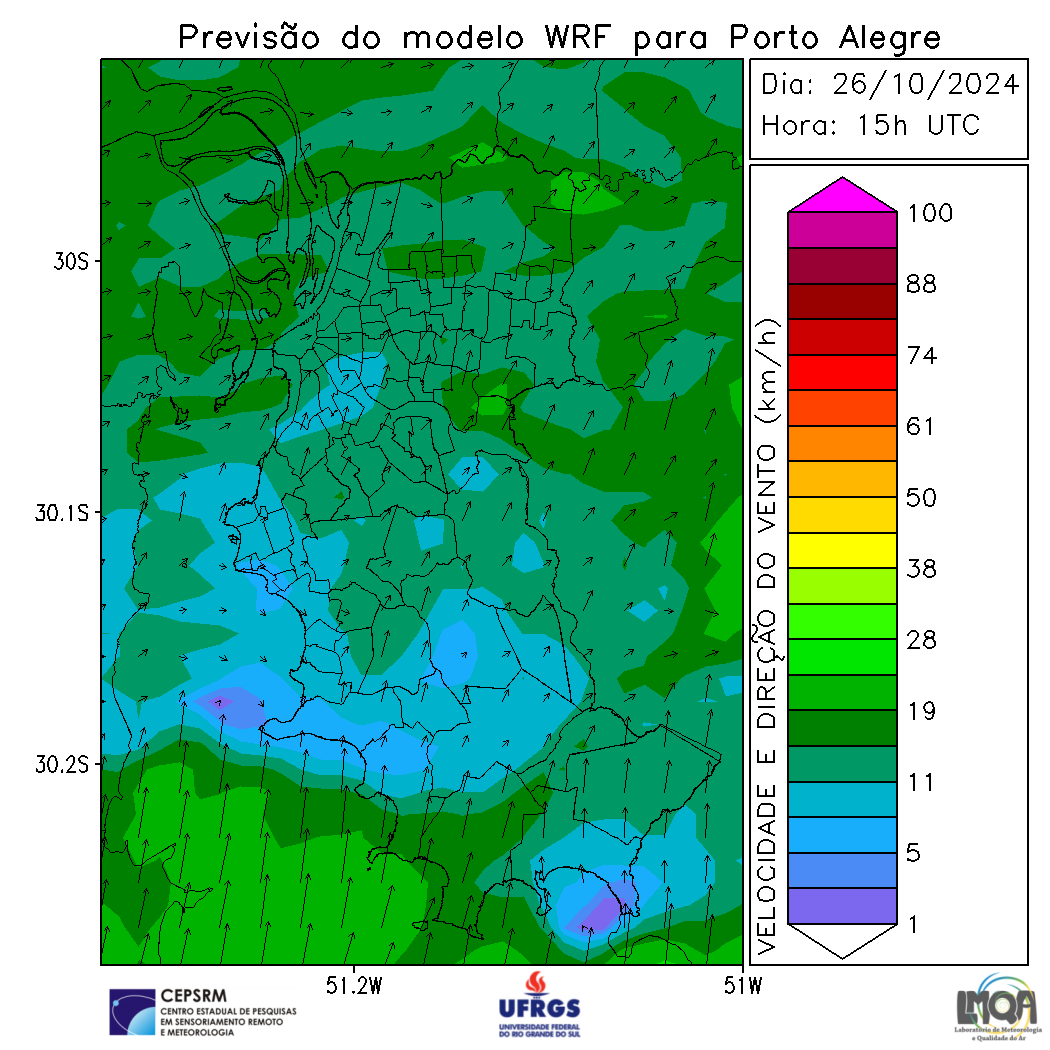 Previsão do modelo WRF para Porto Alegre
Dia: 26/10/2024
Hora: 15h UTC
30S
30.1S
30.2S
51.2W
51W
VELOCIDADE E DIREÇÃO DO VENTO (km/h)
100
88
74
61
50
38
28
19
11
5
1
CEPSRM
CENTRO ESTADUAL DE PESQUISAS
EM SENSORIAMENTO REMOTO
E METEOROLOGIA
UFRGS
UNIVERSIDADE FEDERAL
DO RIO GRANDE DO SUL
LMQA
Laboratório de Meteorologia
e Qualidade do Ar